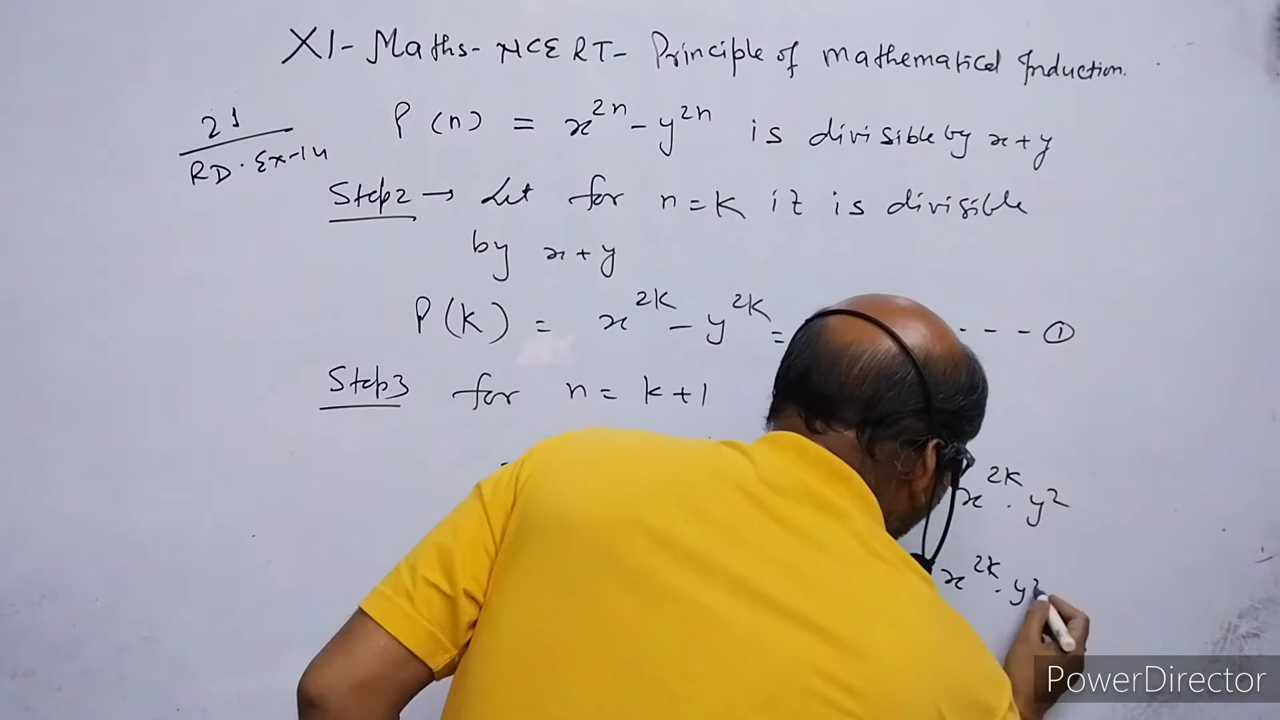 XI - Maths - NCERT - Principle of mathematical Induction.
21
RD. Ex-14
P(n) = x^2n - y^2n is divisible by x+y
Step2 → Let for n=k it is divisible
by x+y
P(k) = x^2k - y^2k = - - - ①
Step3 for n = k+1
x^2k . y^2
x^2k . y^2
PowerDirector